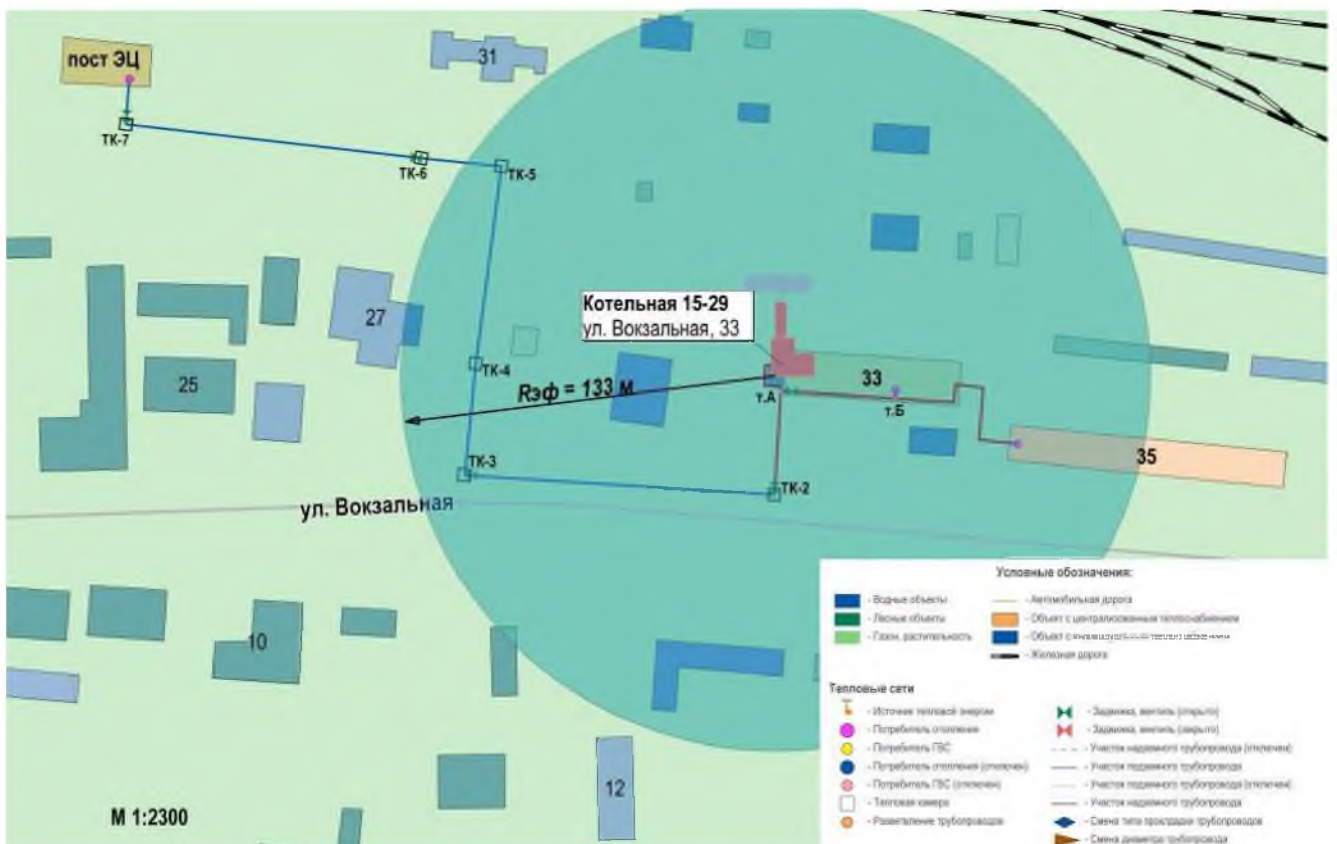 пост ЭЦ
31
ТК-7
ТК-6
ТК-5
27
25
Котельная 15-29
ул. Вокзальная, 33
ТК-4
Rэф = 133 м
т.А
33
т.Б
35
ТК-3
ТК-2
ул. Вокзальная
10
12
М 1:2300
Условные обозначения:
- Водные объекты
- Лесные объекты
- Газон, растительность
- Автомобильная дорога
- Объект с централизованным теплоснабжением
- Объект с
- Железная дорога
Тепловые сети
- Источник тепловой энергии
- Потребитель отопления
- Потребитель ГВС
- Потребитель отопления (отключен)
- Потребитель ГВС (отключен)
- Тепловая камера
- Разветвление трубопроводов
- Задвижка, вентиль (открыто)
- Задвижка, вентиль (закрыто)
- Участок надземного трубопровода (отключен)
- Участок подземного трубопровода
- Участок подземного трубопровода (отключен)
- Участок надземного трубопровода
- Смена типа прокладки трубопроводов
- Смена диаметра трубопровода